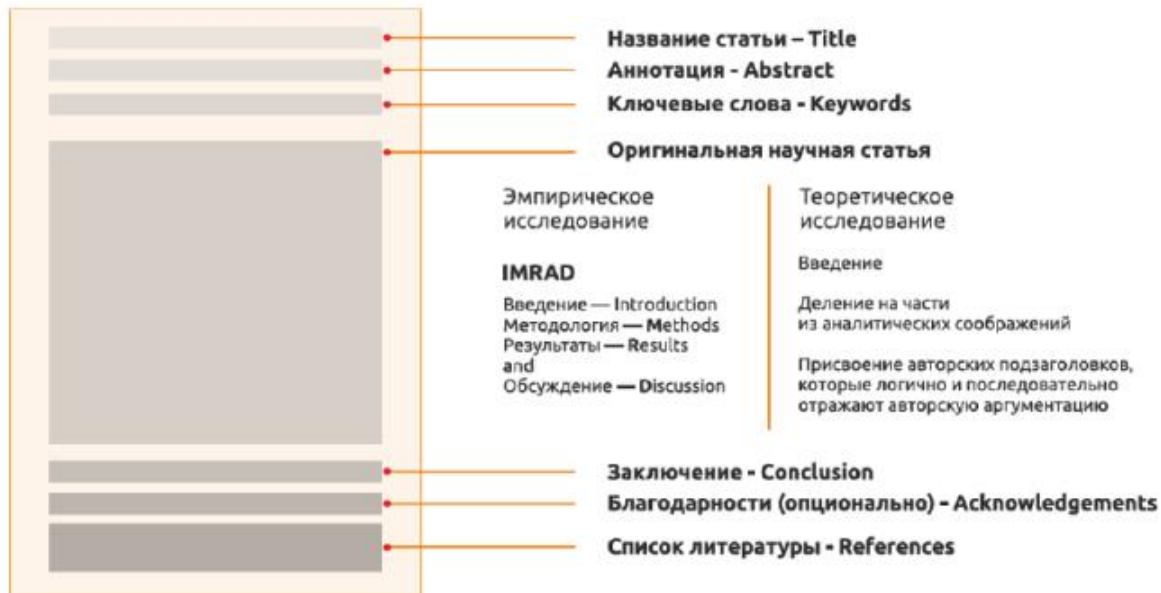 Название статьи – Title
Аннотация - Abstract
Ключевые слова - Keywords
Оригинальная научная статья
Эмпирическое
исследование
IMRAD
Введение — Introduction
Методология — Methods
Результаты — Results
and
Обсуждение — Discussion
Теоретическое
исследование
Введение
Деление на части
из аналитических соображений
Присвоение авторских подзаголовков,
которые логично и последовательно
отражают авторскую аргументацию
Заключение - Conclusion
Благодарности (опционально) - Acknowledgements
Список литературы - References